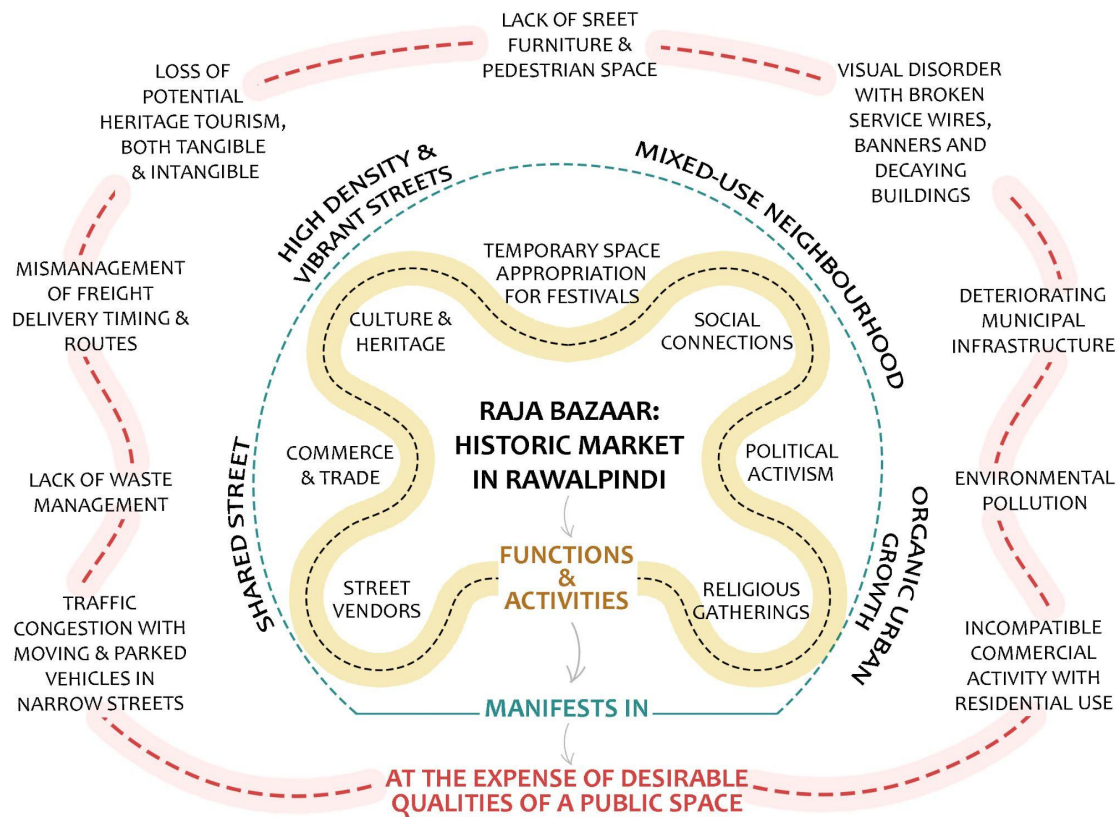 LACK OF SREET
FURNITURE &
PEDESTRIAN SPACE
LOSS OF
POTENTIAL
HERITAGE TOURISM,
BOTH TANGIBLE
& INTANGIBLE
VISUAL DISORDER
WITH BROKEN
SERVICE WIRES,
BANNERS AND
DECAYING
BUILDINGS
HIGH DENSITY &
VIBRANT STREETS
MIXED-USE NEIGHBOURHOOD
TEMPORARY SPACE
APPROPRIATION
FOR FESTIVALS
MISMANAGEMENT
OF FREIGHT
DELIVERY TIMING &
ROUTES
CULTURE &
HERITAGE
SOCIAL
CONNECTIONS
DETERIORATING
MUNICIPAL
INFRASTRUCTURE
RAJA BAZAAR:
HISTORIC MARKET
IN RAWALPINDI
LACK OF WASTE
MANAGEMENT
SHARED STREET
COMMERCE
& TRADE
POLITICAL
ACTIVISM
ORGANIC URBAN
GROWTH
ENVIRONMENTAL
POLLUTION
FUNCTIONS
&
ACTIVITIES
STREET
VENDORS
RELIGIOUS
GATHERINGS
TRAFFIC
CONGESTION WITH
MOVING & PARKED
VEHICLES IN
NARROW STREETS
INCOMPATIBLE
COMMERCIAL
ACTIVITY WITH
RESIDENTIAL USE
MANIFESTS IN
AT THE EXPENSE OF DESIRABLE
QUALITIES OF A PUBLIC SPACE